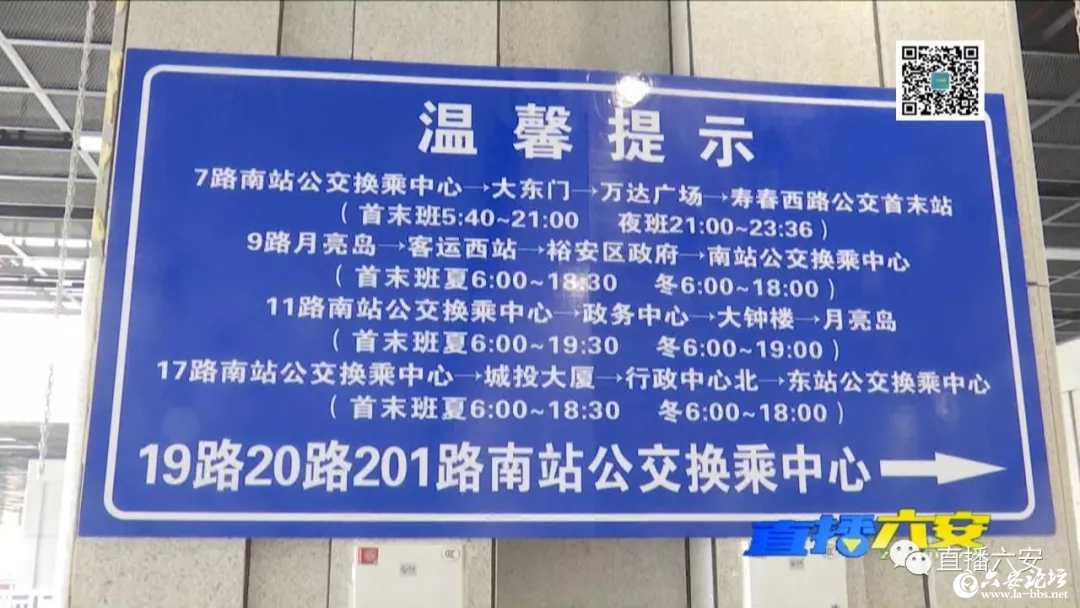 温馨提示
7路南站公交换乘中心→大东门→万达广场→寿春西路公交首末站
（首末班5:40~21:00 夜班21:00~23:36）
9路月亮岛→客运西站→裕安区政府→南站公交换乘中心
（首末班夏6:00~18:30 冬6:00~18:00）
11路南站公交换乘中心→政务中心→大钟楼→月亮岛
（首末班夏6:00~19:30 冬6:00~19:00）
17路南站公交换乘中心→城投大厦→行政中心北→东站公交换乘中心
（首末班夏6:00~18:30 冬6:00~18:00）
19路20路201路南站公交换乘中心→
直播六安
直播六安
六安论坛
www.la-bbs.net